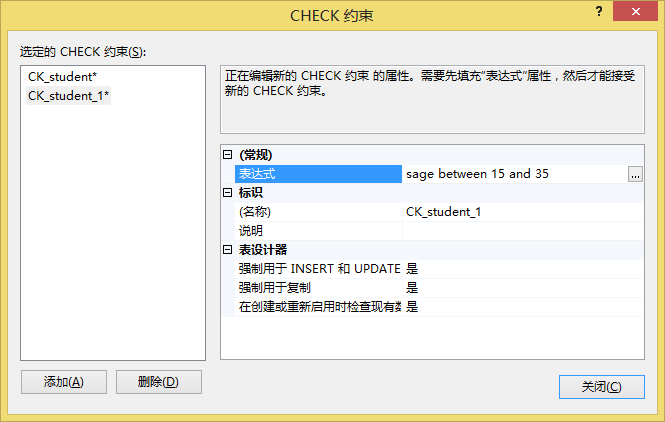 CHECK 约束
?
选定的 CHECK 约束(S):
CK_student*
CK_student_1*
正在编辑新的 CHECK 约束 的属性。需要先填充“表达式”属性，然后才能接受
新的 CHECK 约束。
(常规)
表达式 sage between 15 and 35 ...
标识
(名称) CK_student_1
说明
表设计器
强制用于 INSERT 和 UPDATE 是
强制用于复制 是
在创建或重新启用时检查现有数 是
添加(A) 删除(D)
关闭(C)